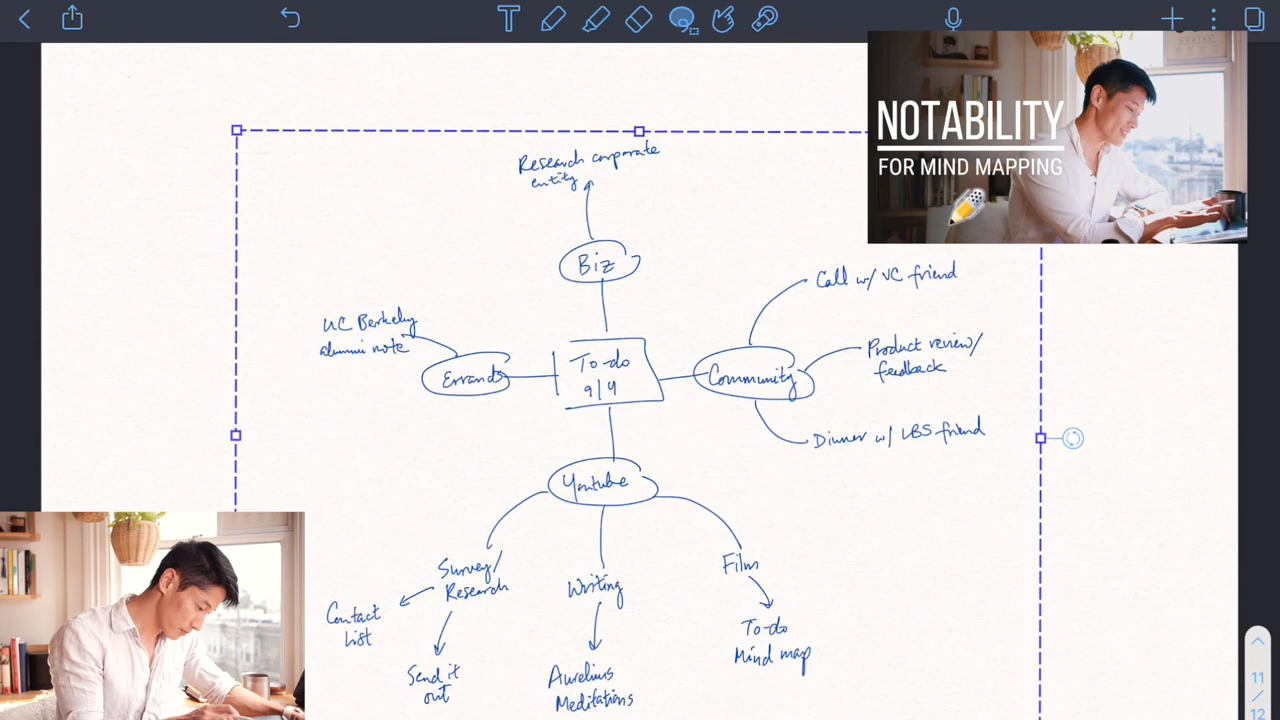 NOTABILITY
FOR MIND MAPPING
Research corporate
entity
Biz
Call w/ VC friend
UC Berkeley
alumni note
Product review/
feedback
To-do
9/4
Errands
Community
Dinner w/ LBS friend
Youtube
Survey/
Research
Writing
Film
Contact
List
To-do
Mind map
Send it
out
Aurelius
Meditations
11
/
12